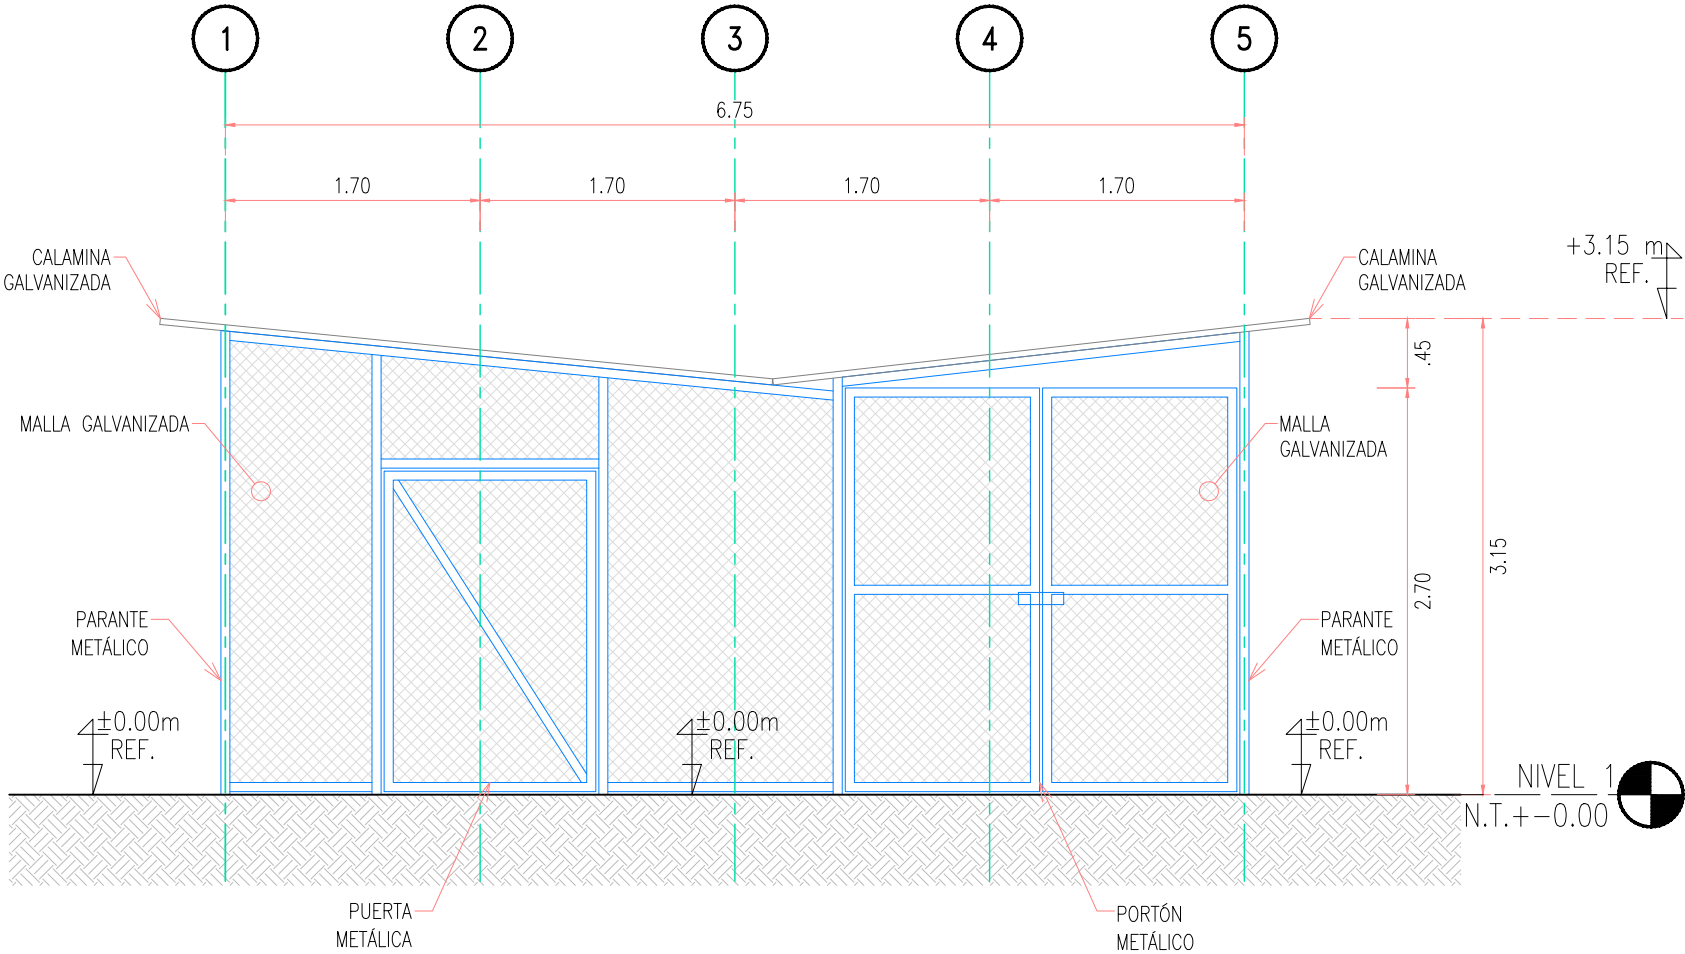 1
2
3
4
5
6.75
1.70
1.70
1.70
1.70
CALAMINA
GALVANIZADA
CALAMINA
GALVANIZADA
+3.15 m
REF.
.45
MALLA GALVANIZADA
MALLA
GALVANIZADA
3.15
2.70
PARANTE
METÁLICO
PARANTE
METÁLICO
±0.00m
REF.
±0.00m
REF.
±0.00m
REF.
NIVEL 1
N.T.+-0.00
PUERTA
METÁLICA
PORTÓN
METÁLICO